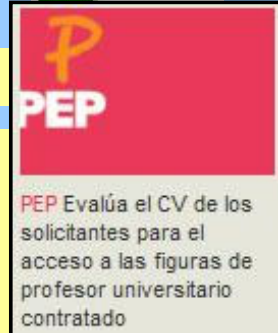 P
PEP
PEP Evalúa el CV de los
solicitantes para el
acceso a las figuras de
profesor universitario
contratado